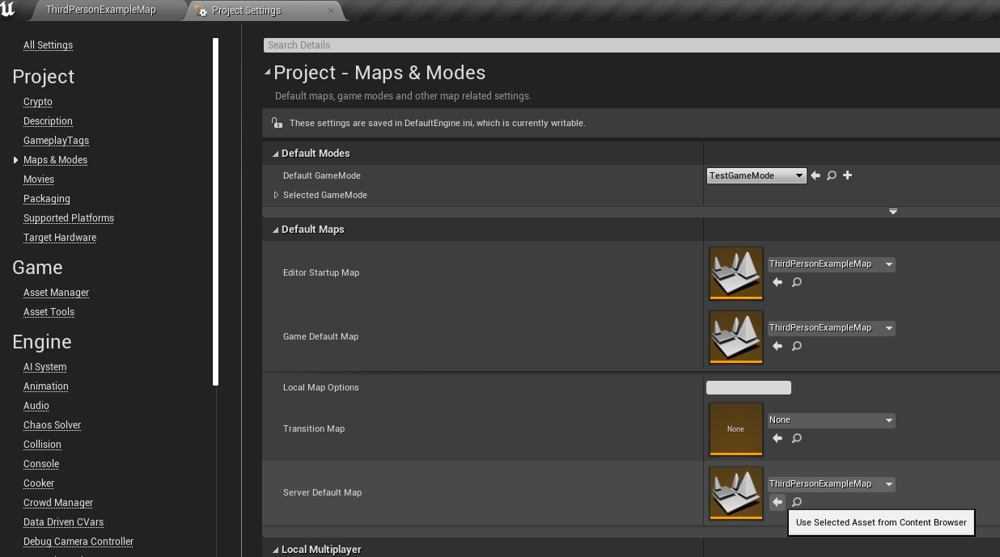 ThirdPersonExampleMap
Project Settings
All Settings
Project
Crypto
Description
GameplayTags
Maps & Modes
Movies
Packaging
Supported Platforms
Target Hardware
Game
Asset Manager
Asset Tools
Engine
AI System
Animation
Audio
Chaos Solver
Collision
Console
Cooker
Crowd Manager
Data Driven CVars
Debug Camera Controller
Search Details
Project - Maps & Modes
Default maps, game modes and other map related settings.
These settings are saved in DefaultEngine.ini, which is currently writable.
Default Modes
Default GameMode
TestGameMode
Selected GameMode
Default Maps
Editor Startup Map
ThirdPersonExampleMap
Game Default Map
ThirdPersonExampleMap
Local Map Options
Transition Map
None
None
Server Default Map
ThirdPersonExampleMap
Use Selected Asset from Content Browser
Local Multiplayer